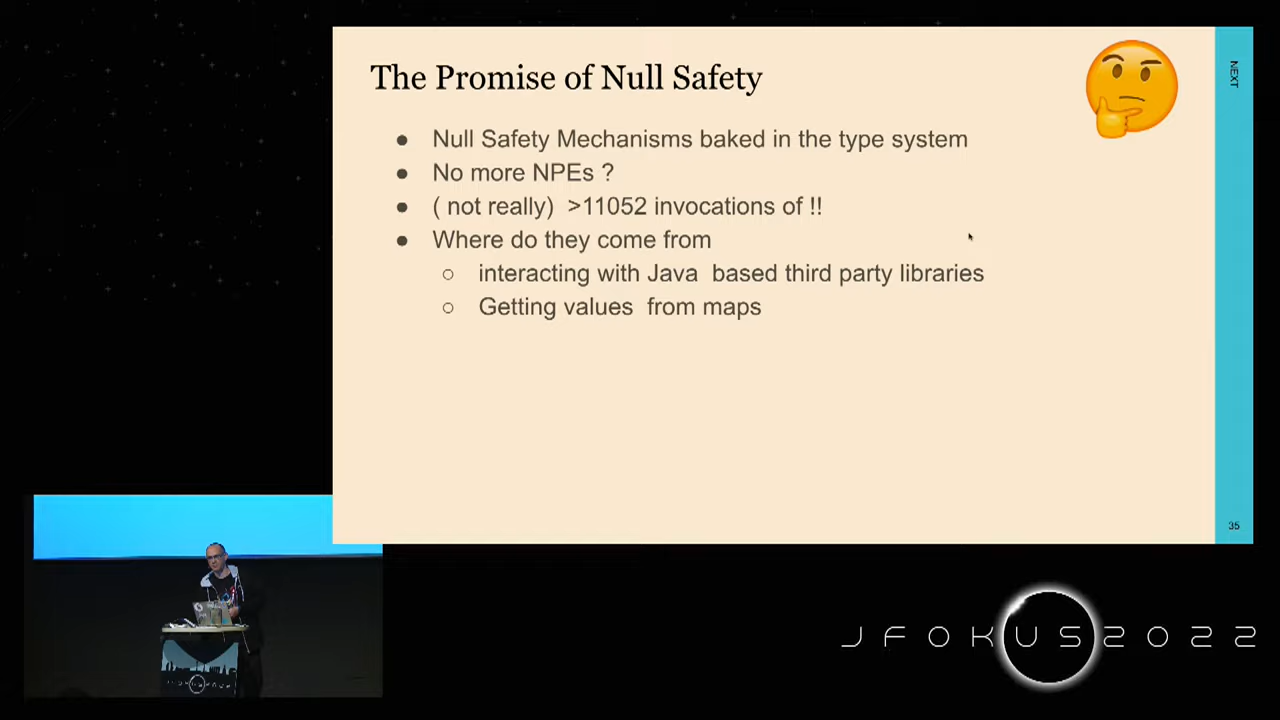 The Promise of Null Safety
NEXT
● Null Safety Mechanisms baked in the type system
● No more NPEs ?
● ( not really)  >11052 invocations of !!
● Where do they come from
○ interacting with Java  based third party libraries
○ Getting values  from maps
35
JFOKUS2022